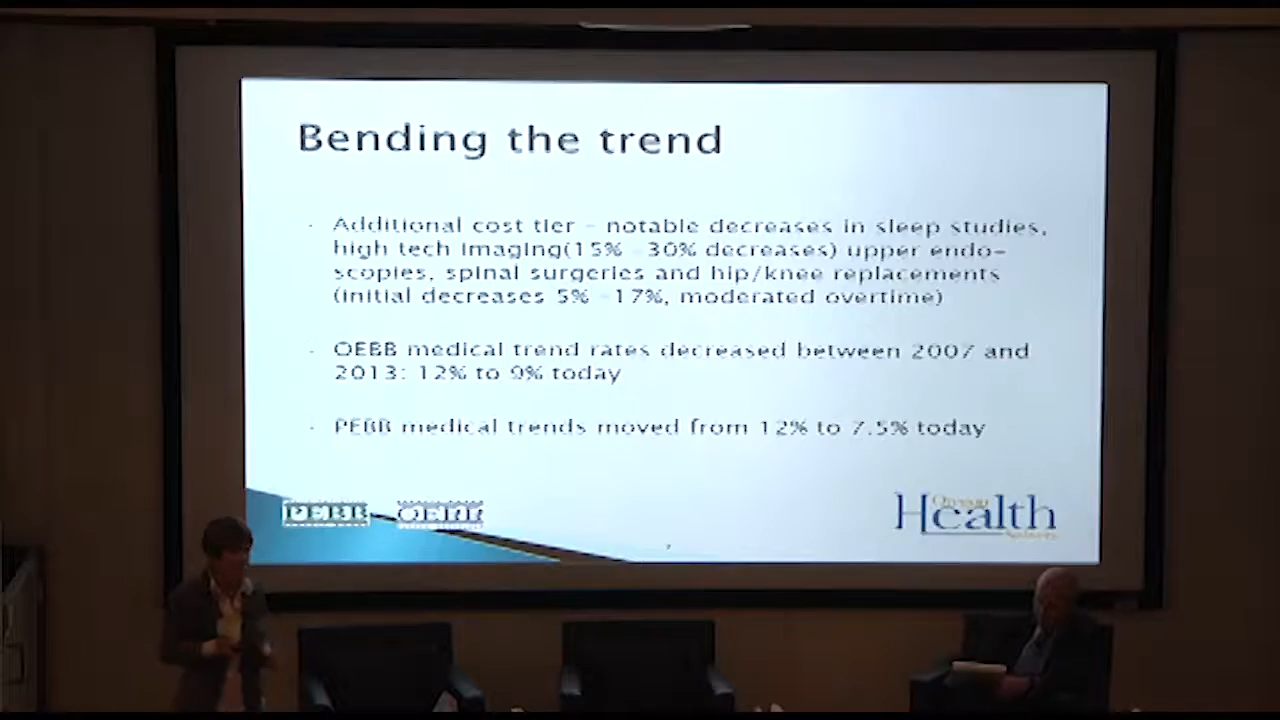 Bending the trend
· Additional cost tier – notable decreases in sleep studies,
high tech imaging(15% –30% decreases) upper endo–
scopies, spinal surgeries and hip/knee replacements
(initial decreases 5% –17%, moderated overtime)
· OEBB medical trend rates decreased between 2007 and
2013: 12% to 9% today
· PEBB medical trends moved from 12% to 7.5% today
PEBB OEBB
Oregon
Health